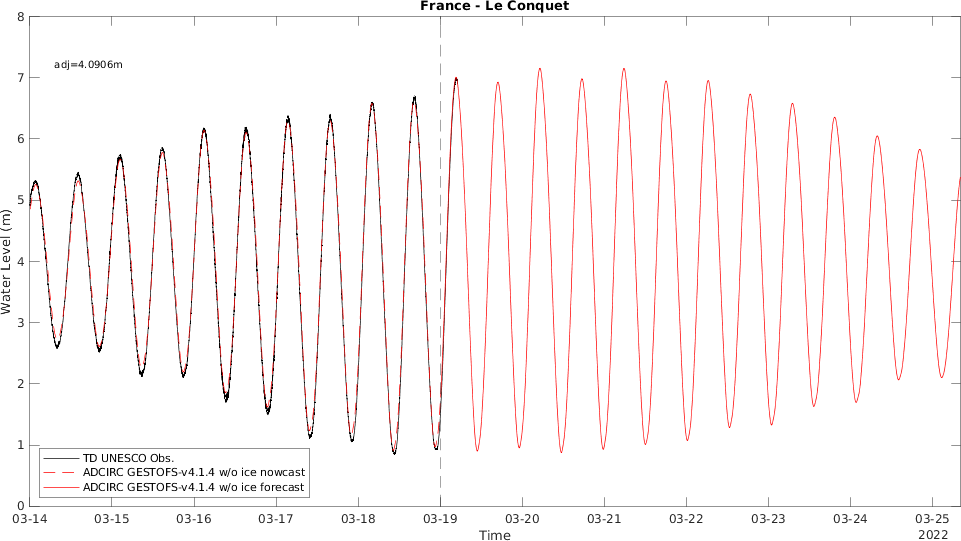 France - Le Conquet
8
adj=4.0906m
7
6
5
4
3
2
1
0
Water Level (m)
TD UNESCO Obs.
ADCIRC GESTOFS-v4.1.4 w/o ice nowcast
ADCIRC GESTOFS-v4.1.4 w/o ice forecast
03-14 03-15 03-16 03-17 03-18 03-19 03-20 03-21 03-22 03-23 03-24 03-25
Time
2022